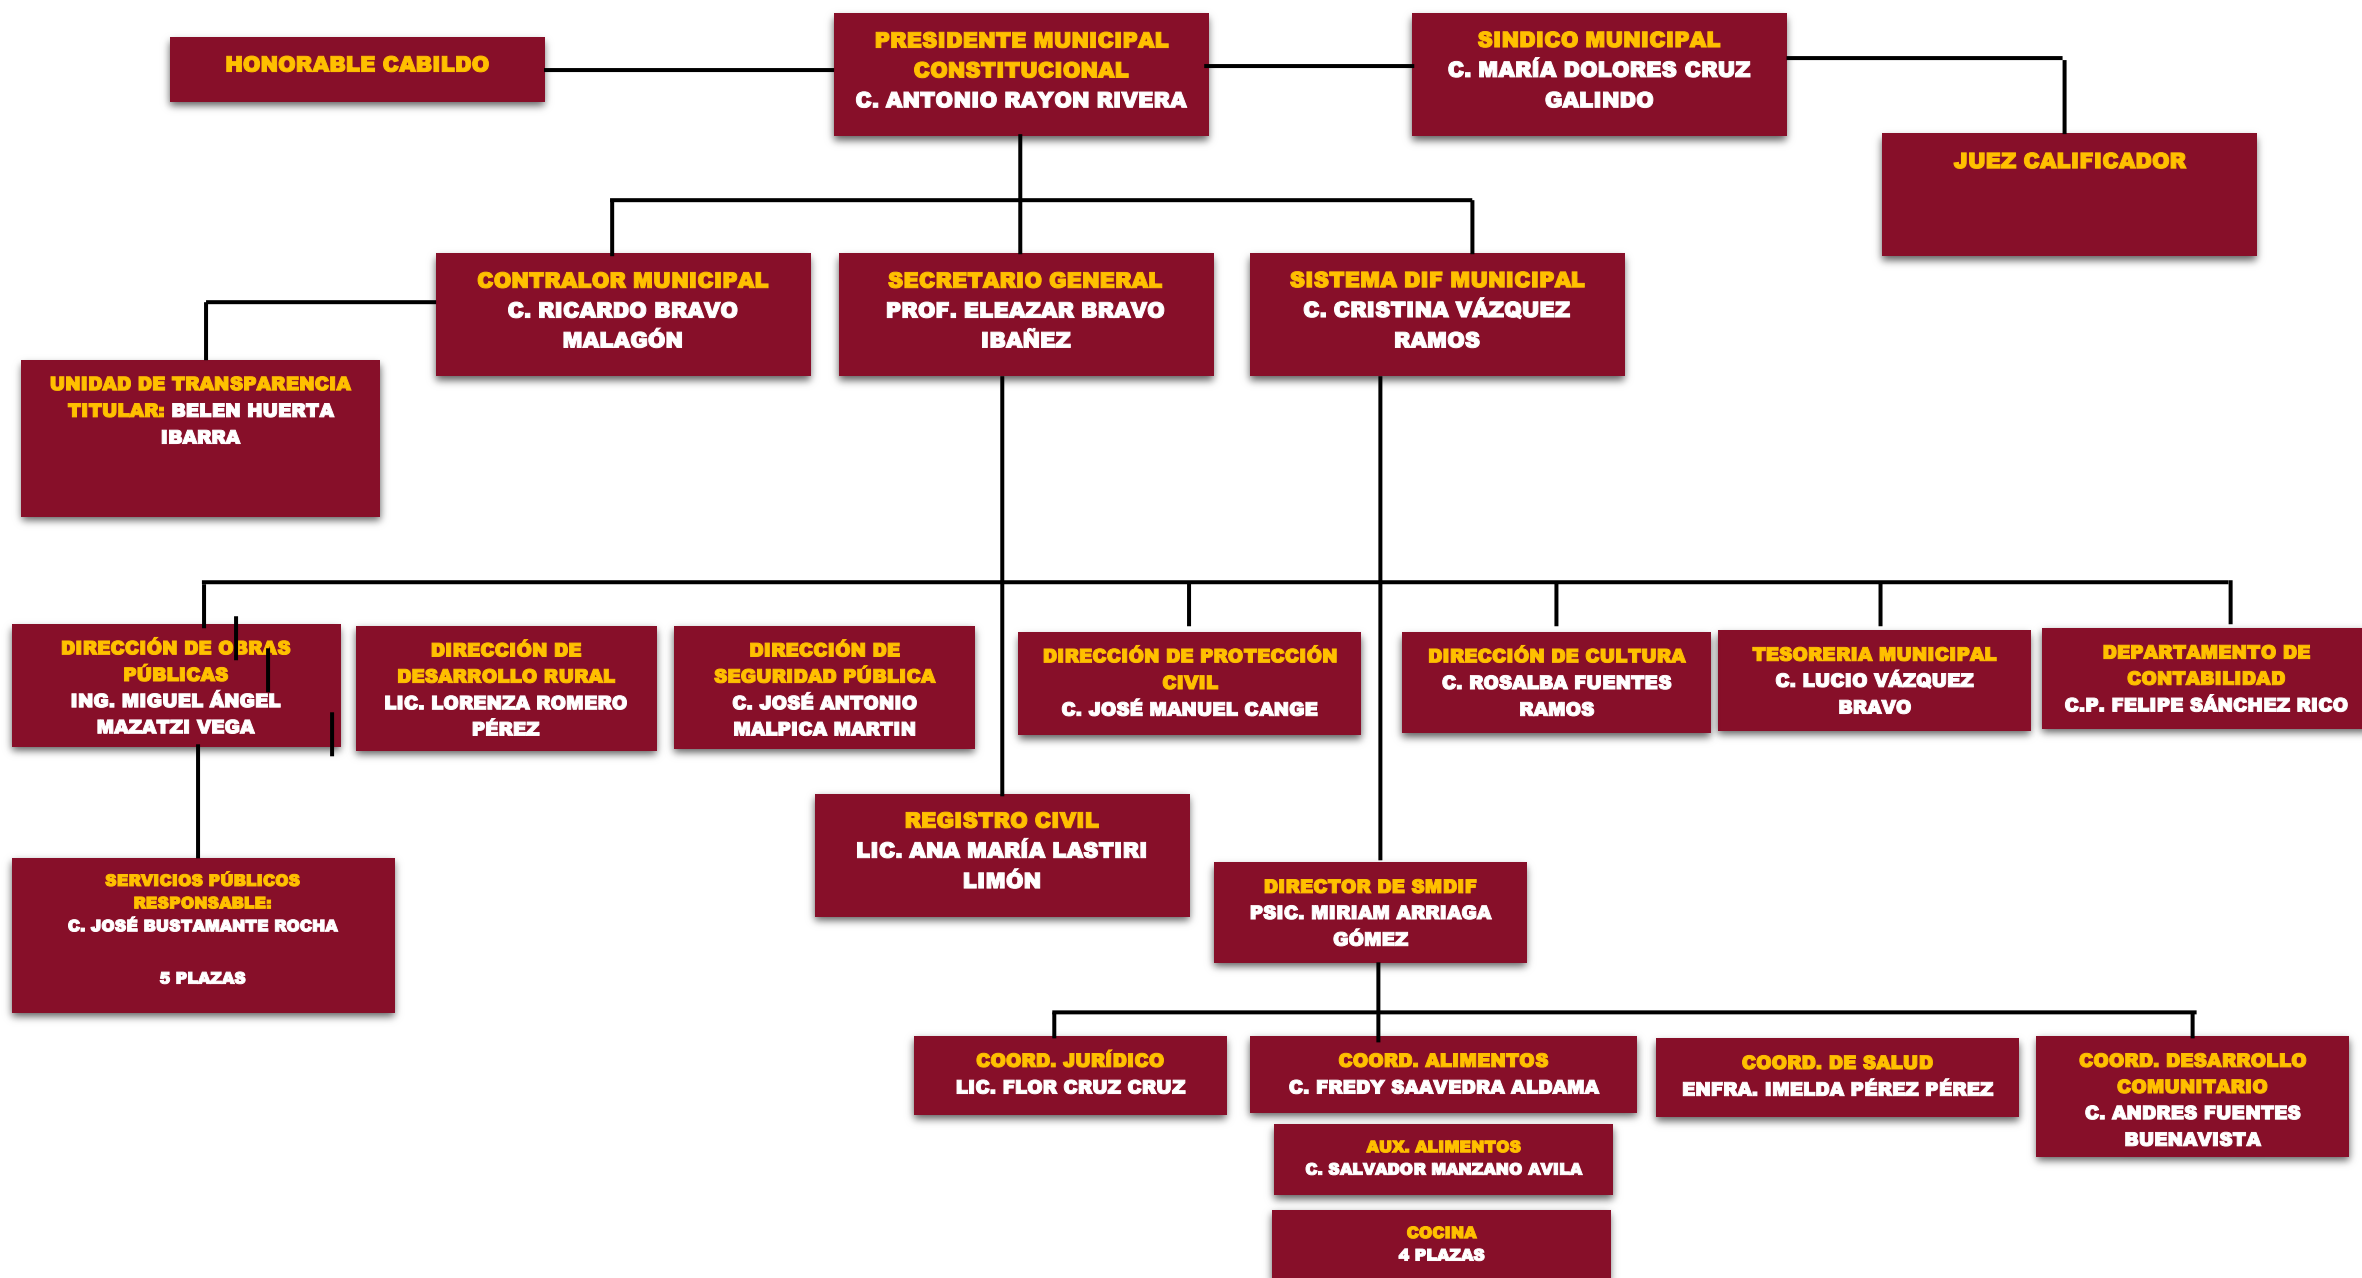 HONORABLE CABILDO
PRESIDENTE MUNICIPAL
CONSTITUCIONAL
C. ANTONIO RAYON RIVERA
SINDICO MUNICIPAL
C. MARÍA DOLORES CRUZ
GALINDO
JUEZ CALIFICADOR
CONTRALOR MUNICIPAL
C. RICARDO BRAVO
MALAGÓN
SECRETARIO GENERAL
PROF. ELEAZAR BRAVO
IBAÑEZ
SISTEMA DIF MUNICIPAL
C. CRISTINA VÁZQUEZ
RAMOS
UNIDAD DE TRANSPARENCIA
TITULAR: BELEN HUERTA
IBARRA
DIRECCIÓN DE OBRAS
PÚBLICAS
ING. MIGUEL ÁNGEL
MAZATZI VEGA
DIRECCIÓN DE
DESARROLLO RURAL
LIC. LORENZA ROMERO
PÉREZ
DIRECCIÓN DE
SEGURIDAD PÚBLICA
C. JOSÉ ANTONIO
MALPICA MARTIN
DIRECCIÓN DE PROTECCIÓN
CIVIL
C. JOSÉ MANUEL CANGE
DIRECCIÓN DE CULTURA
C. ROSALBA FUENTES
RAMOS
TESORERIA MUNICIPAL
C. LUCIO VÁZQUEZ
BRAVO
DEPARTAMENTO DE
CONTABILIDAD
C.P. FELIPE SÁNCHEZ RICO
REGISTRO CIVIL
LIC. ANA MARÍA LASTIRI
LIMÓN
SERVICIOS PÚBLICOS
RESPONSABLE:
C. JOSÉ BUSTAMANTE ROCHA
5 PLAZAS
DIRECTOR DE SMDIF
PSIC. MIRIAM ARRIAGA
GÓMEZ
COORD. JURÍDICO
LIC. FLOR CRUZ CRUZ
COORD. ALIMENTOS
C. FREDY SAAVEDRA ALDAMA
COORD. DE SALUD
ENFRA. IMELDA PÉREZ PÉREZ
COORD. DESARROLLO
COMUNITARIO
C. ANDRES FUENTES
BUENAVISTA
AUX. ALIMENTOS
C. SALVADOR MANZANO AVILA
COCINA
4 PLAZAS